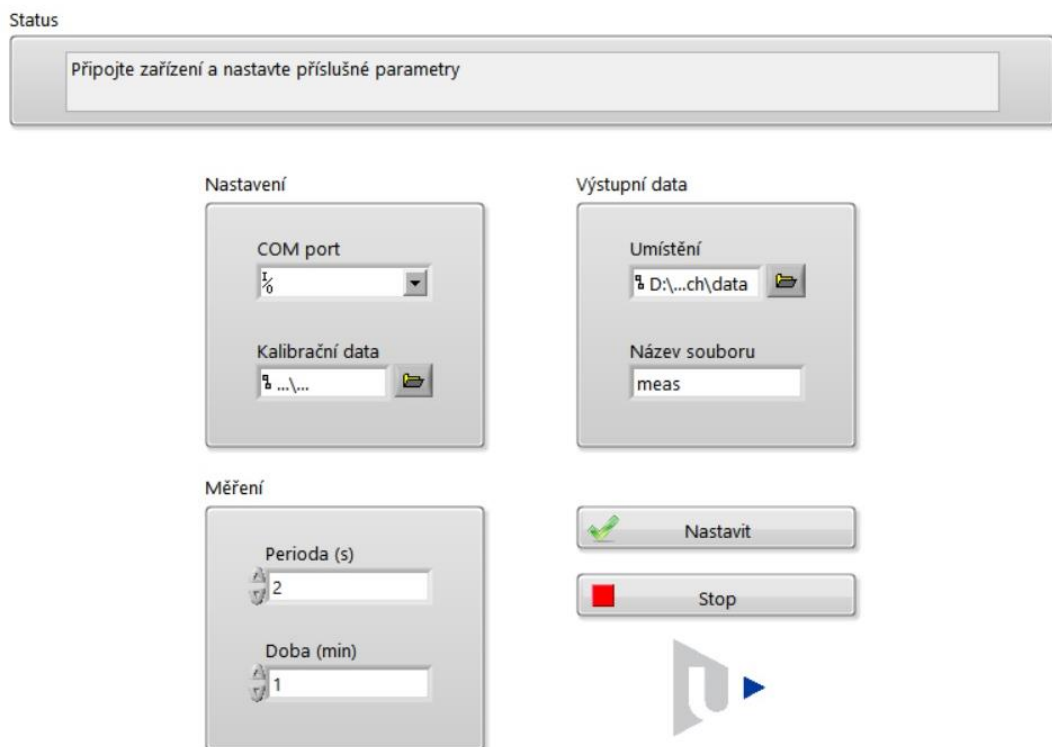 Status
Připojte zařízení a nastavte příslušné parametry
Nastavení
COM port
I/0
Kalibrační data
...\...
Výstupní data
Umístění
D:\...ch\data
Název souboru
meas
Měření
Perioda (s)
2
Doba (min)
1
Nastavit
Stop
u